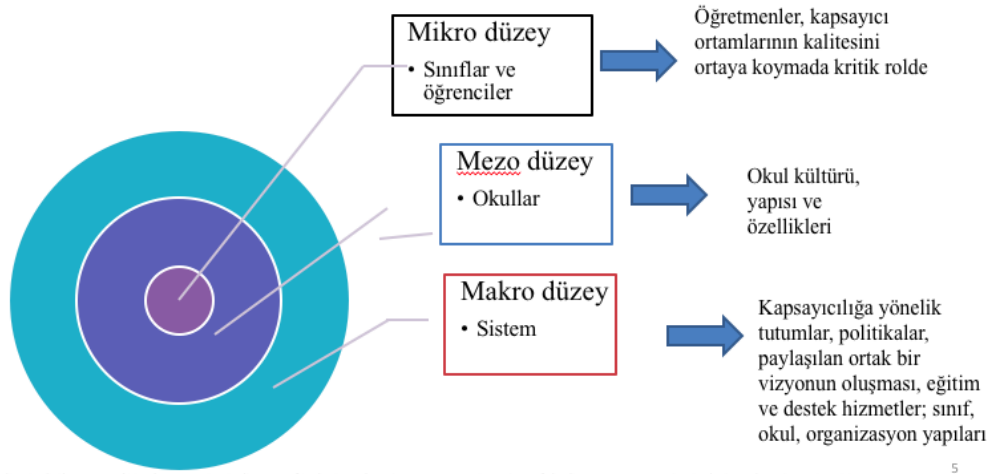 Mikro düzey
• Sınıflar ve
öğrenciler
Öğretmenler, kapsayıcı
ortamlarının kalitesini
ortaya koymada kritik rolde
Mezo düzey
• Okullar
Okul kültürü,
yapısı ve
özellikleri
Makro düzey
• Sistem
Kapsayıcılığa yönelik
tutumlar, politikalar,
paylaşılan ortak bir
vizyonun oluşması, eğitim
ve destek hizmetler; sınıf,
okul, organizasyon yapıları
5